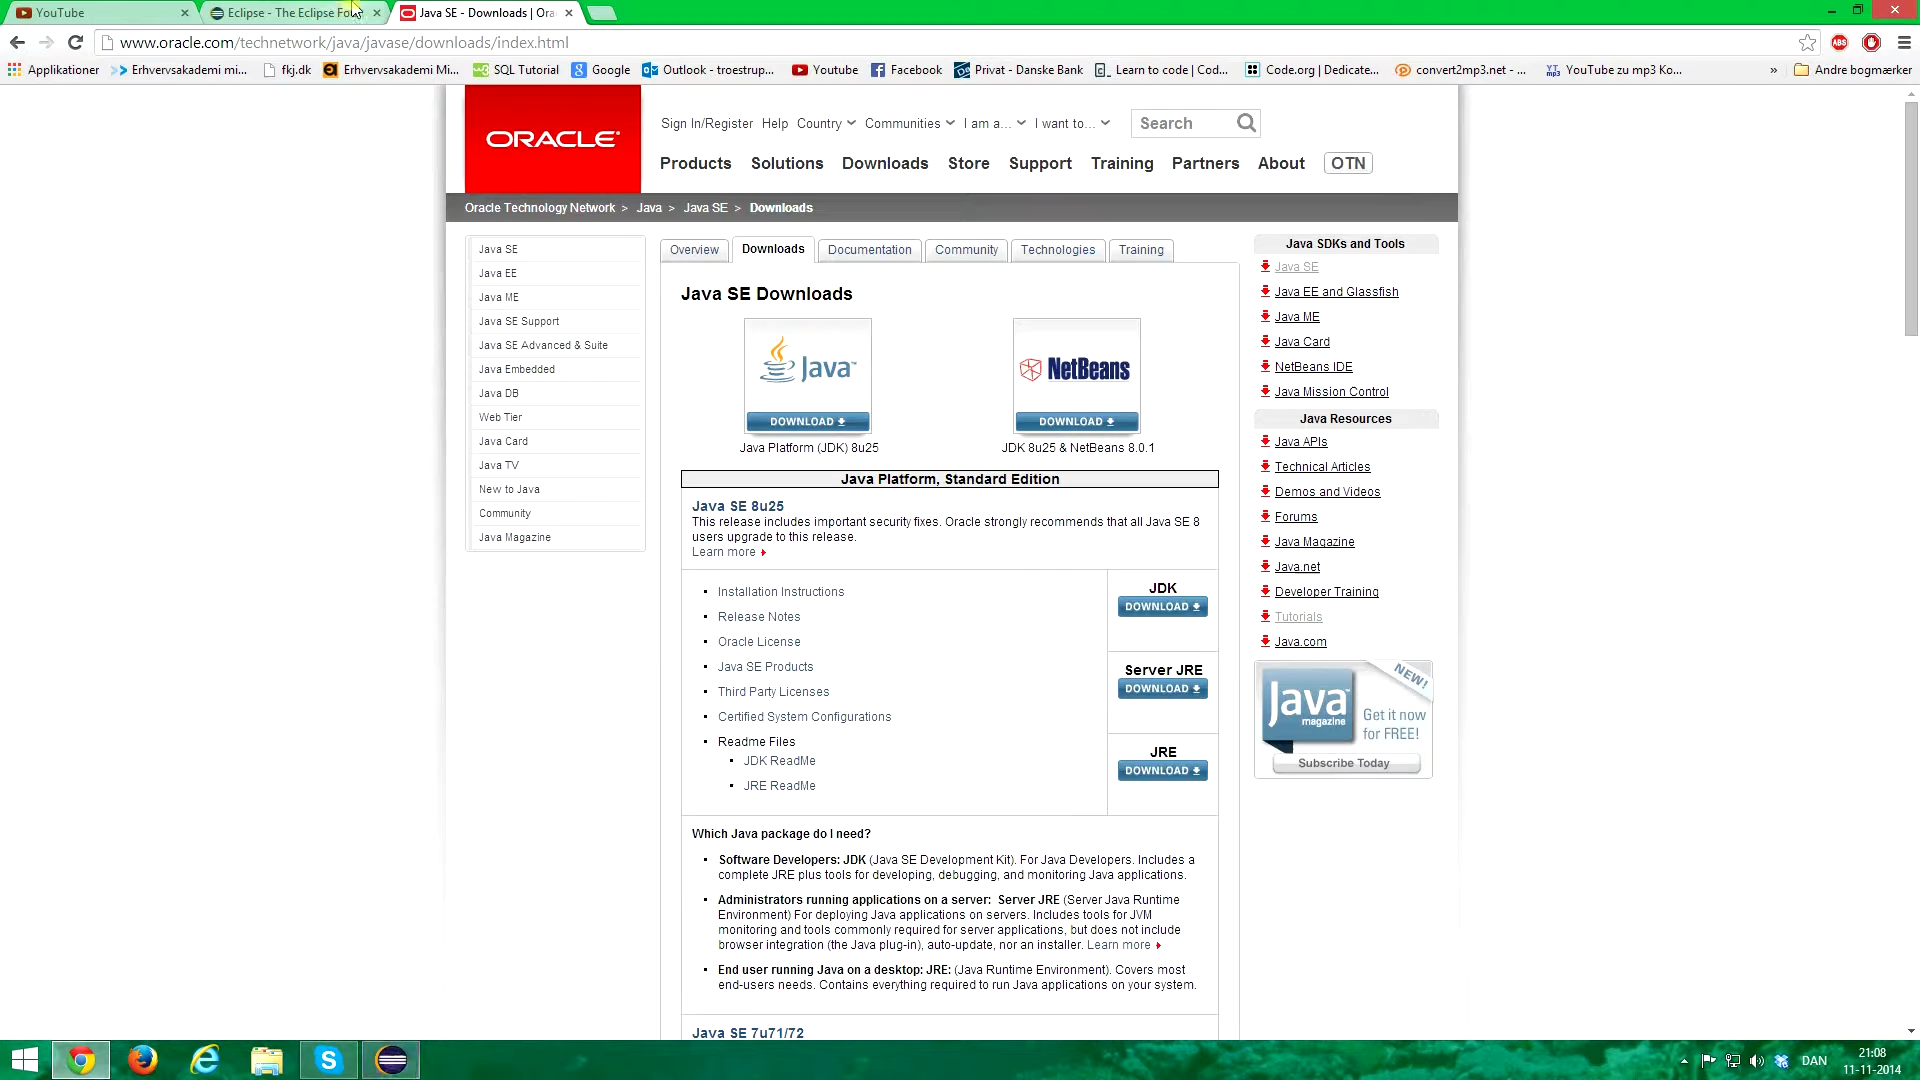 YouTube
Eclipse - The Eclipse Fou
Java SE - Downloads | Ora
www.oracle.com/technetwork/java/javase/downloads/index.html
ABS
Applikationer
Erhvervsakademi mi...
fkj.dk
Erhvervsakademi Mi...
SQL Tutorial
Google
Outlook - troestrup...
Youtube
Facebook
Privat - Danske Bank
Learn to code | Cod...
Code.org | Dedicate...
convert2mp3.net - ...
YouTube zu mp3 Ko...
»
Andre bogmærker
ORACLE
Sign In/Register Help Country Communities I am a... I want to... Search
Products Solutions Downloads Store Support Training Partners About OTN
Oracle Technology Network > Java > Java SE > Downloads
Java SE
Java EE
Java ME
Java SE Support
Java SE Advanced & Suite
Java Embedded
Java DB
Web Tier
Java Card
Java TV
New to Java
Community
Java Magazine
Overview Downloads Documentation Community Technologies Training
Java SE Downloads
Java™
DOWNLOAD
Java Platform (JDK) 8u25
NetBeans
DOWNLOAD
JDK 8u25 & NetBeans 8.0.1
Java Platform, Standard Edition
Java SE 8u25
This release includes important security fixes. Oracle strongly recommends that all Java SE 8
users upgrade to this release.
Learn more
Installation Instructions
Release Notes
Oracle License
Java SE Products
Third Party Licenses
Certified System Configurations
Readme Files
JDK ReadMe
JRE ReadMe
JDK
DOWNLOAD
Server JRE
DOWNLOAD
JRE
DOWNLOAD
Which Java package do I need?
Software Developers: JDK (Java SE Development Kit). For Java Developers. Includes a
complete JRE plus tools for developing, debugging, and monitoring Java applications.
Administrators running applications on a server: Server JRE (Server Java Runtime
Environment) For deploying Java applications on servers. Includes tools for JVM
monitoring and tools commonly required for server applications, but does not include
browser integration (the Java plug-in), auto-update, nor an installer. Learn more
End user running Java on a desktop: JRE: (Java Runtime Environment). Covers most
end-users needs. Contains everything required to run Java applications on your system.
Java SE 7u71/72
Java SDKs and Tools
Java SE
Java EE and Glassfish
Java ME
Java Card
NetBeans IDE
Java Mission Control
Java Resources
Java APIs
Technical Articles
Demos and Videos
Forums
Java Magazine
Java.net
Developer Training
Tutorials
Java.com
NEW!
Java™
magazine
Get it now
for FREE!
Subscribe Today
DAN
21:08
11-11-2014